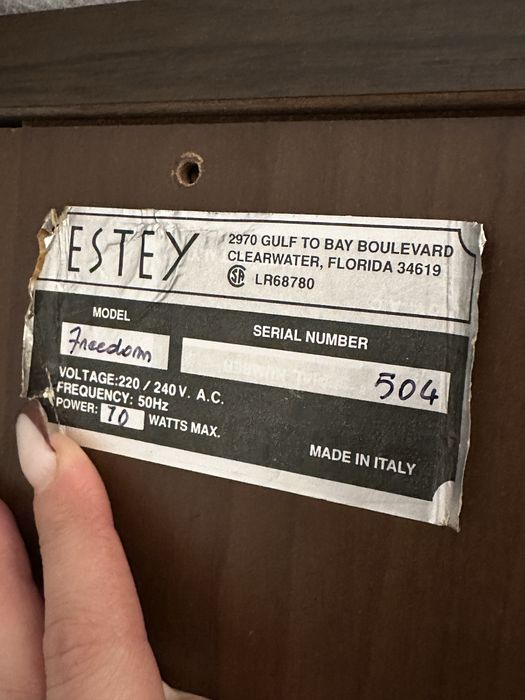 ESTEY
2970 GULF TO BAY BOULEVARD
CLEARWATER, FLORIDA 34619
SA LR68780
MODEL
Freedom
SERIAL NUMBER
504
VOLTAGE:220 / 240 V. A.C.
FREQUENCY: 50Hz
POWER: 70 WATTS MAX.
MADE IN ITALY